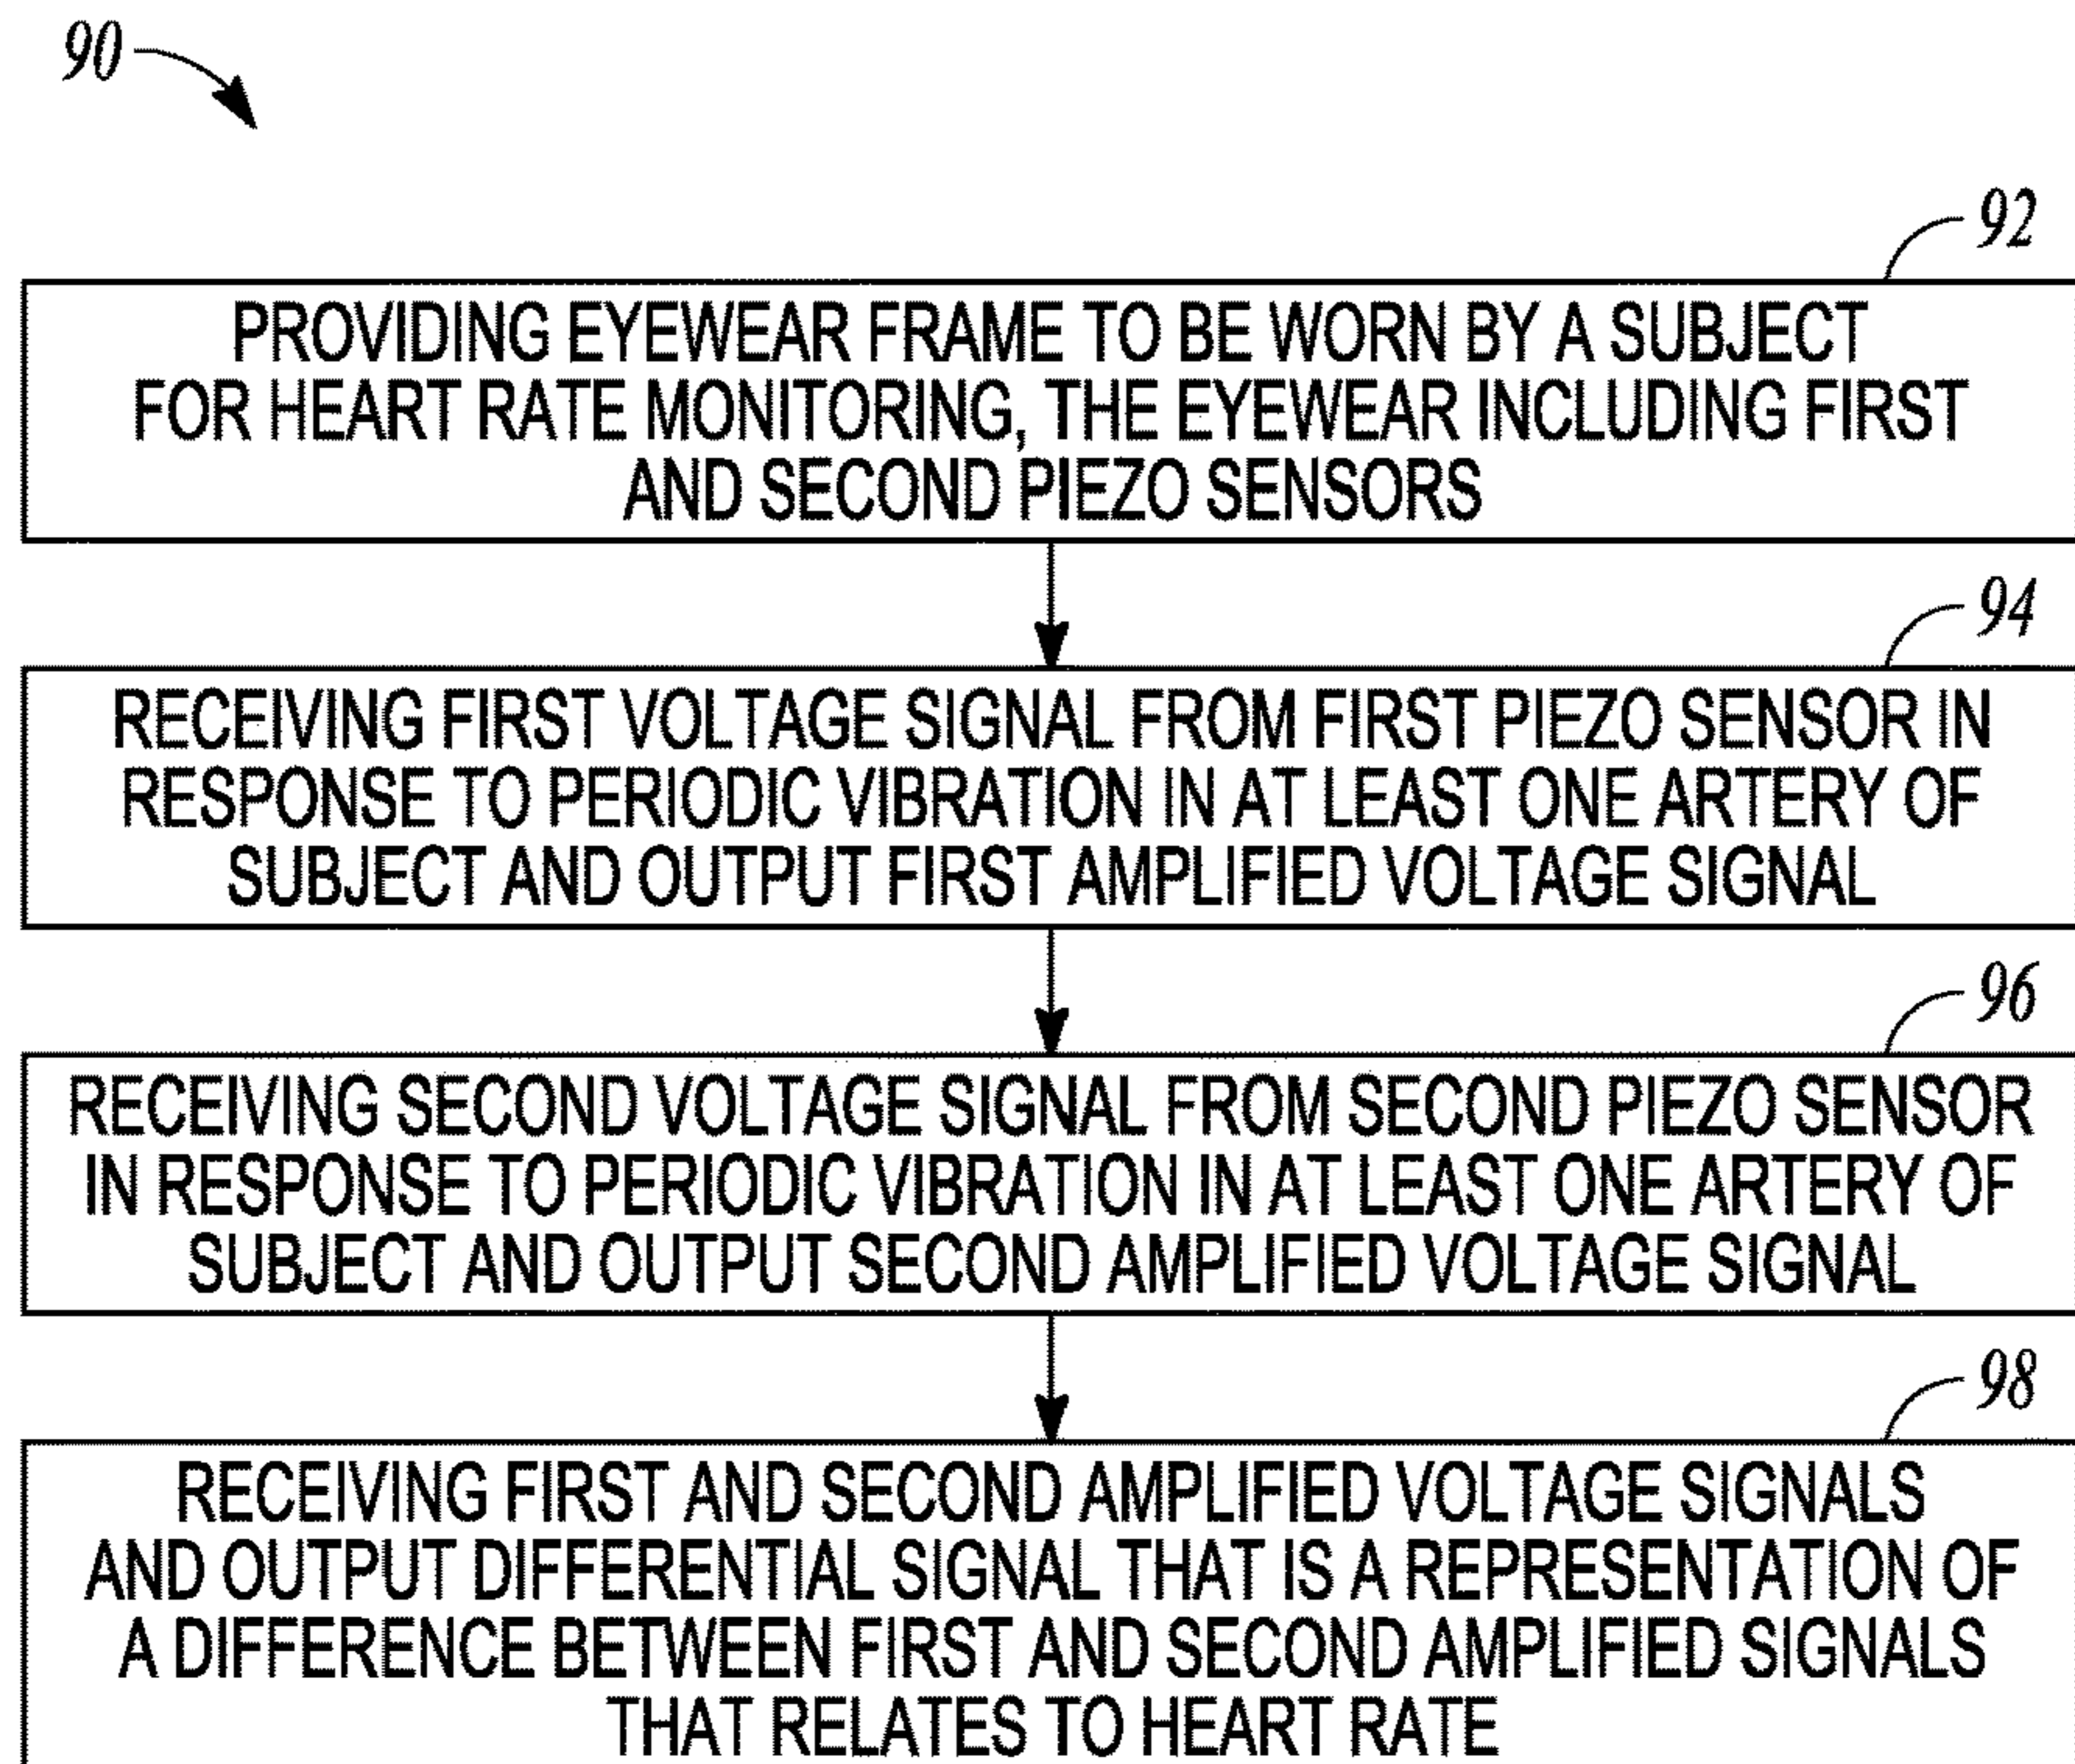 90
92
PROVIDING EYEWEAR FRAME TO BE WORN BY A SUBJECT
FOR HEART RATE MONITORING, THE EYEWEAR INCLUDING FIRST
AND SECOND PIEZO SENSORS
94
RECEIVING FIRST VOLTAGE SIGNAL FROM FIRST PIEZO SENSOR IN
RESPONSE TO PERIODIC VIBRATION IN AT LEAST ONE ARTERY OF
SUBJECT AND OUTPUT FIRST AMPLIFIED VOLTAGE SIGNAL
96
RECEIVING SECOND VOLTAGE SIGNAL FROM SECOND PIEZO SENSOR
IN RESPONSE TO PERIODIC VIBRATION IN AT LEAST ONE ARTERY OF
SUBJECT AND OUTPUT SECOND AMPLIFIED VOLTAGE SIGNAL
98
RECEIVING FIRST AND SECOND AMPLIFIED VOLTAGE SIGNALS
AND OUTPUT DIFFERENTIAL SIGNAL THAT IS A REPRESENTATION OF
A DIFFERENCE BETWEEN FIRST AND SECOND AMPLIFIED SIGNALS
THAT RELATES TO HEART RATE